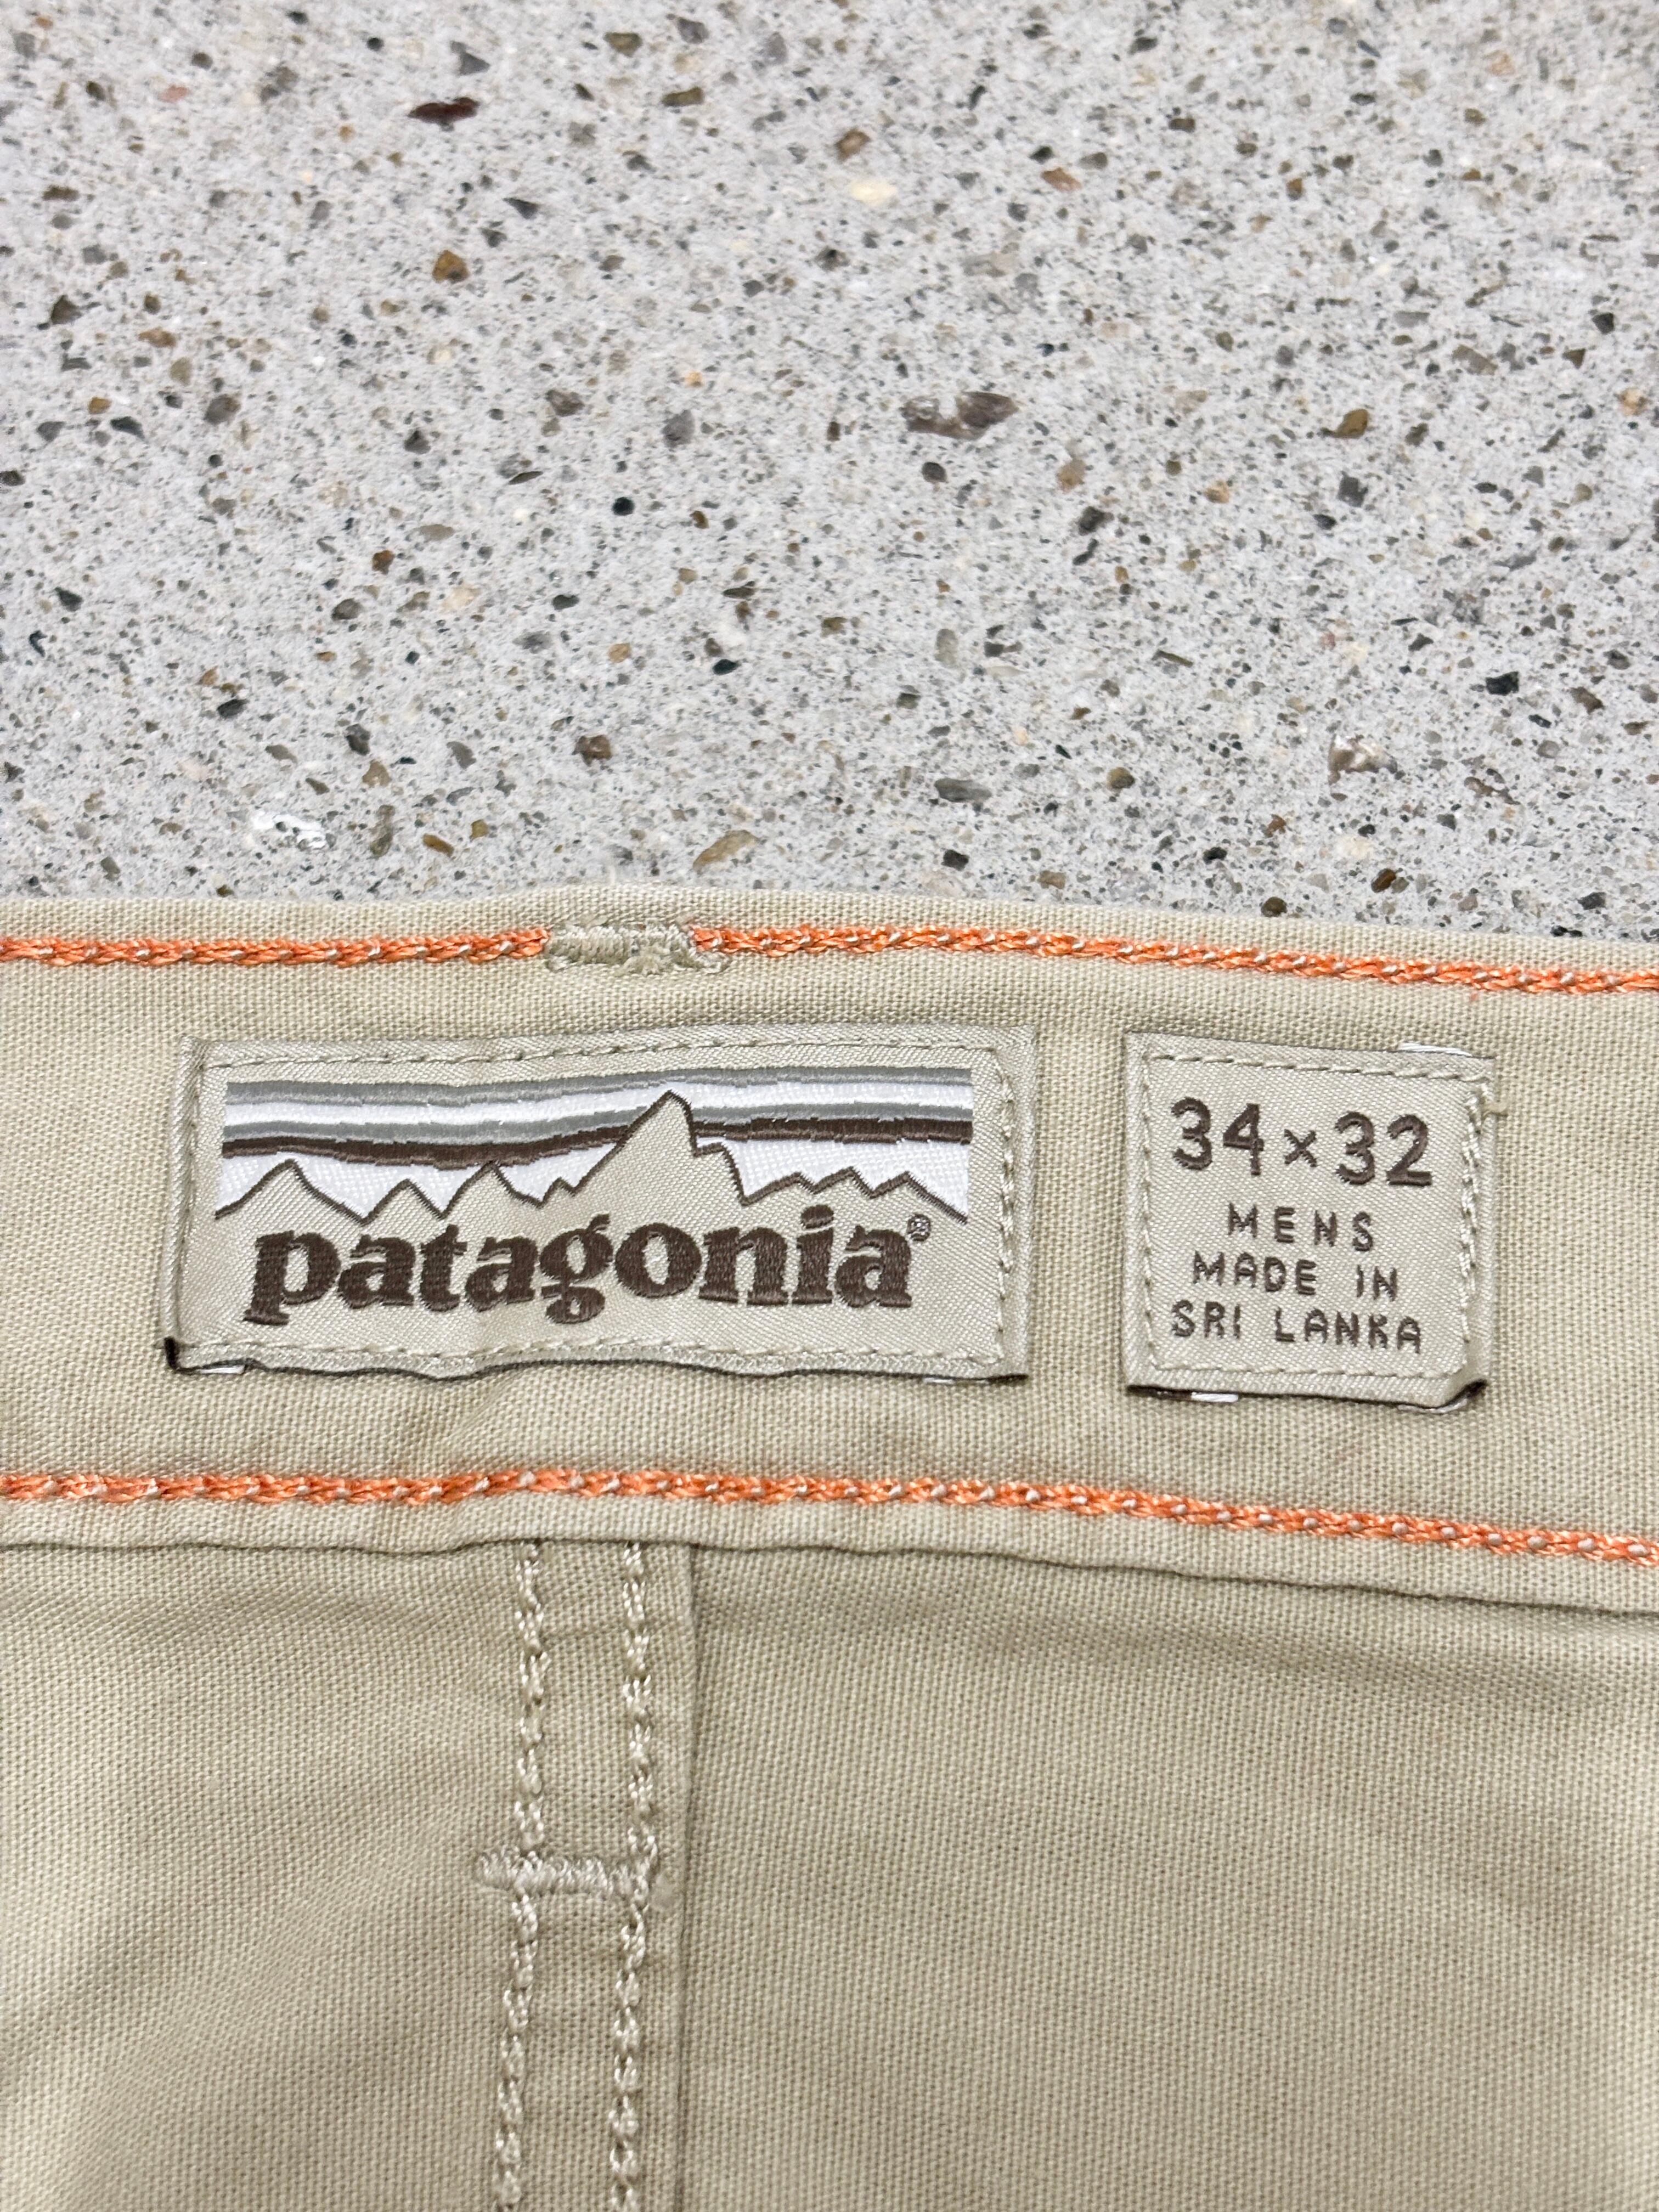 patagonia®
34×32
MENS
MADE IN
SRI LANKA